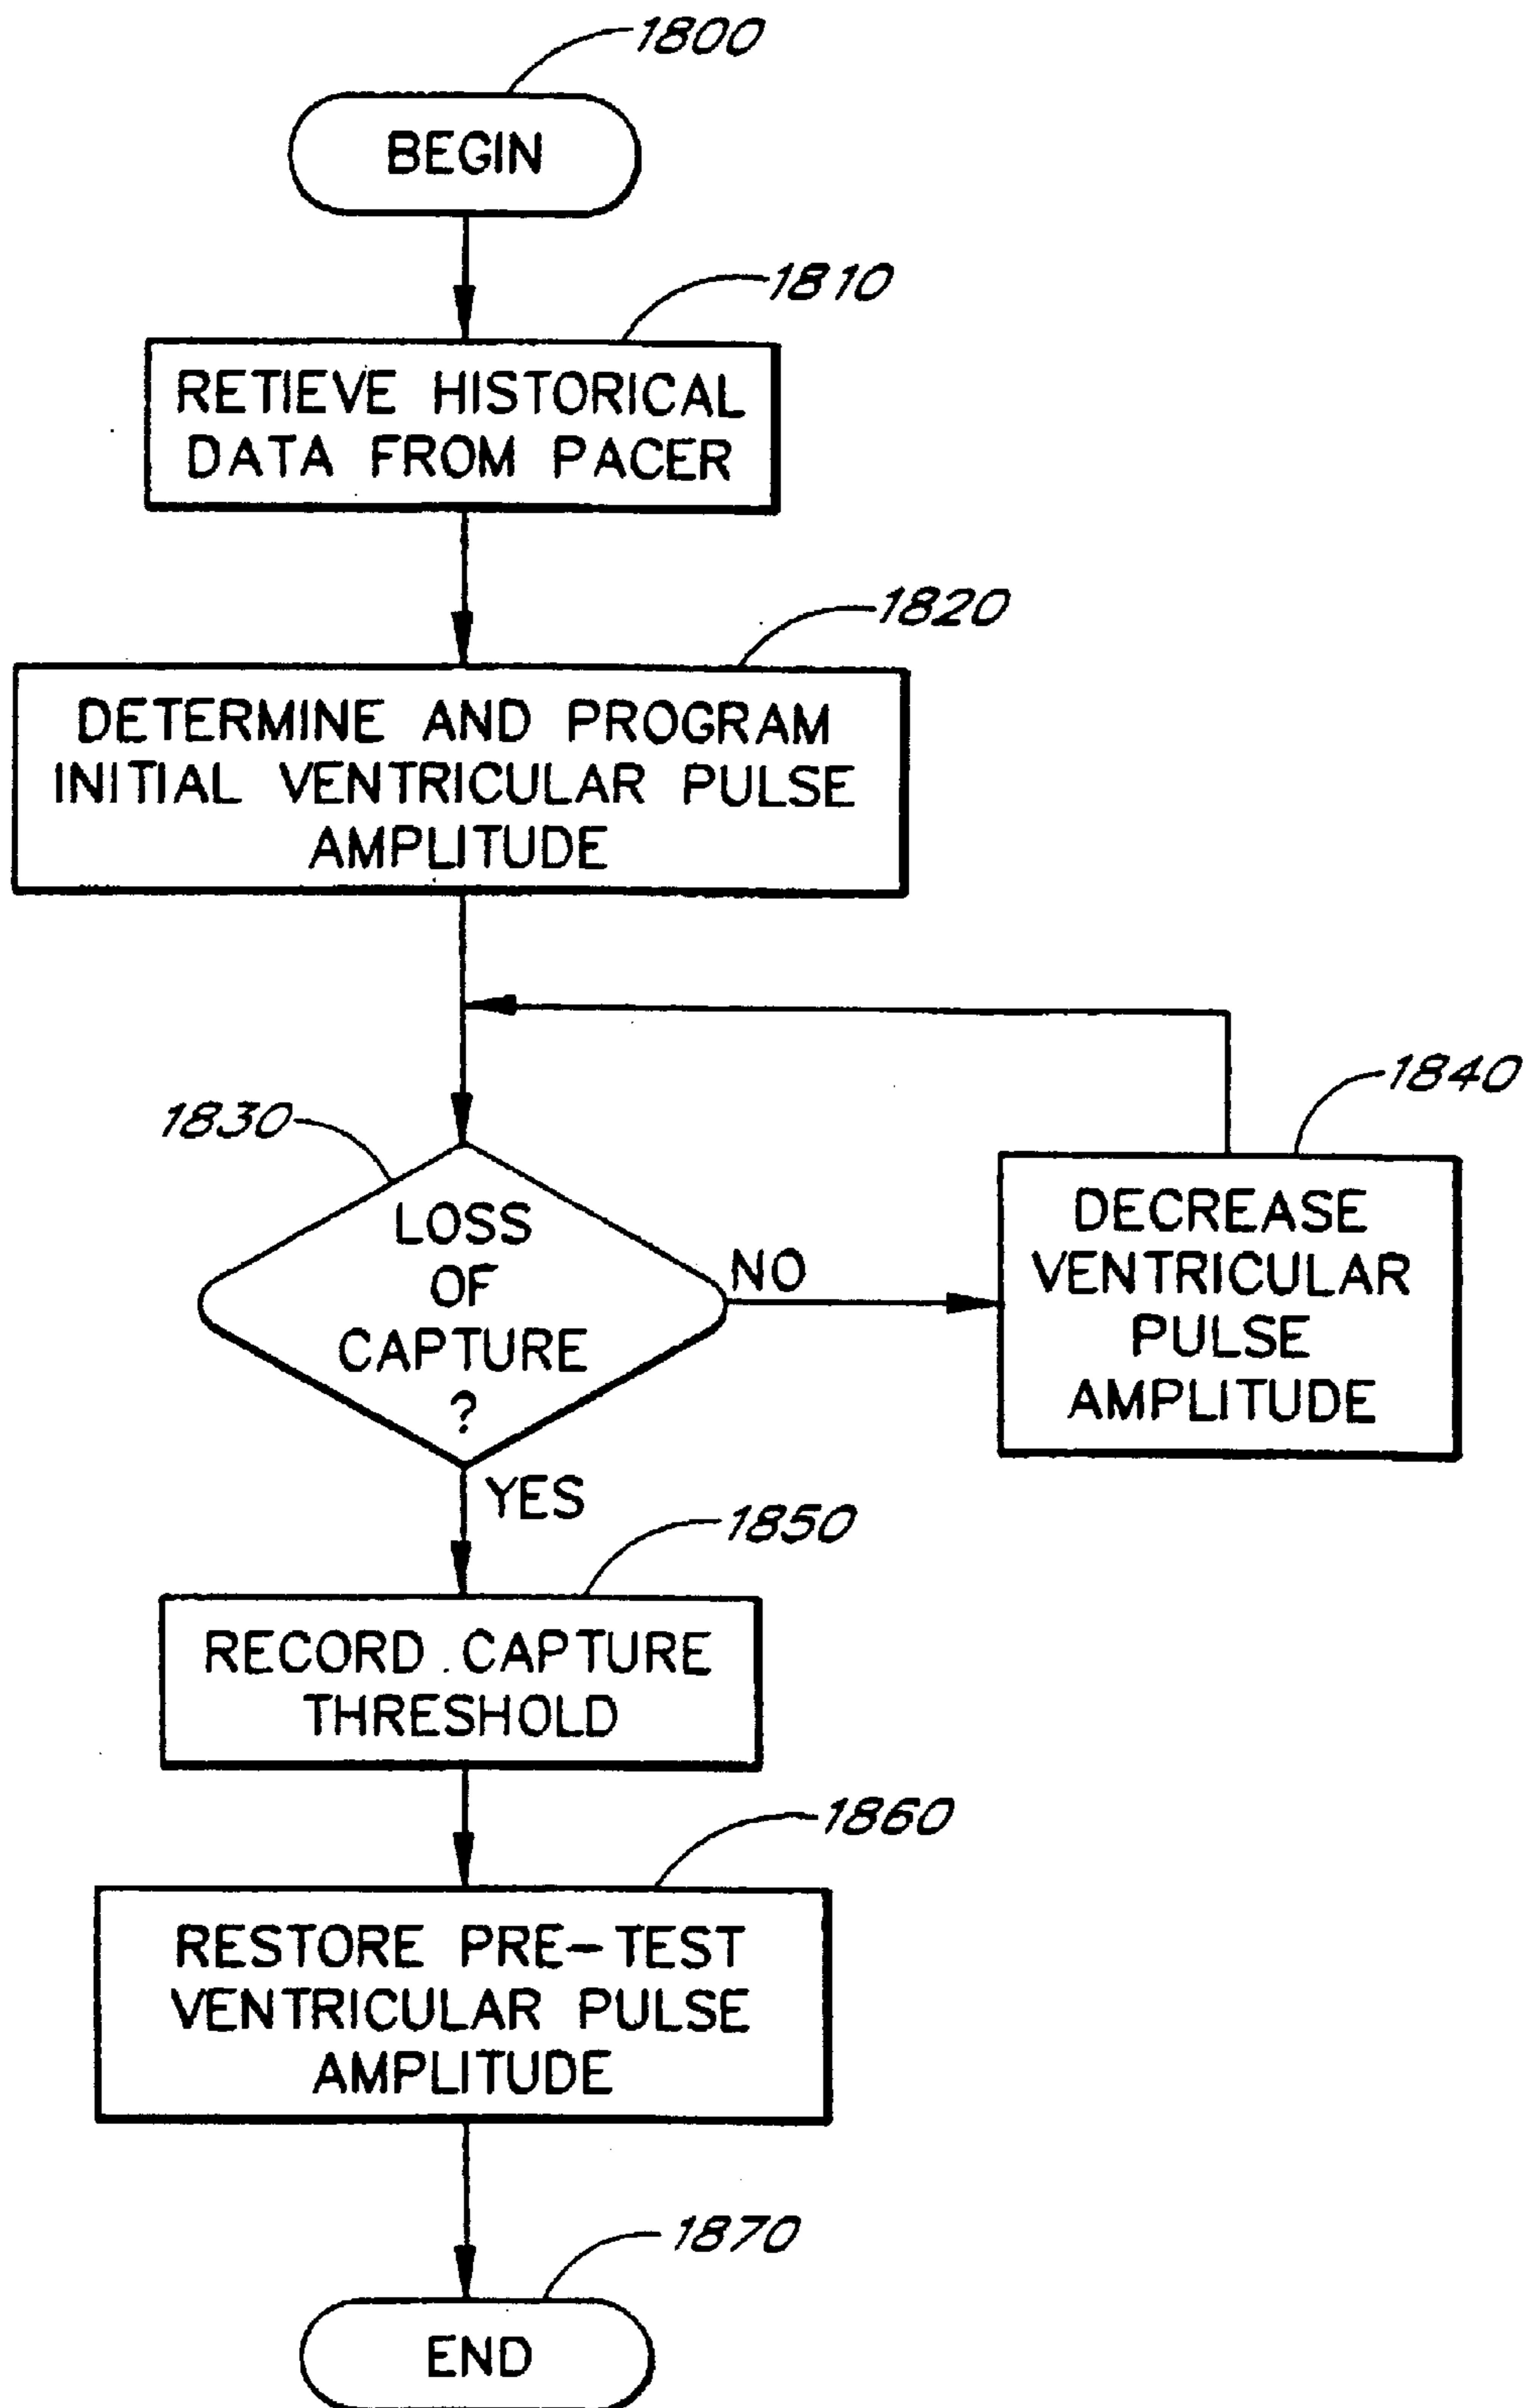 1800
BEGIN
1810
RETIEVE HISTORICAL
DATA FROM PACER
1820
DETERMINE AND PROGRAM
INITIAL VENTRICULAR PULSE
AMPLITUDE
1830
LOSS
OF
CAPTURE
?
NO
1840
DECREASE
VENTRICULAR
PULSE
AMPLITUDE
YES
1850
RECORD CAPTURE
THRESHOLD
1860
RESTORE PRE-TEST
VENTRICULAR PULSE
AMPLITUDE
1870
END